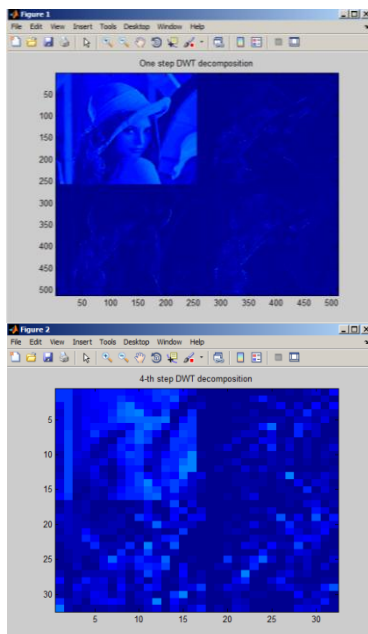 Figure 1
File Edit View Insert Tools Desktop Window Help
One step DWT decomposition
50
100
150
200
250
300
350
400
450
500
50 100 150 200 250 300 350 400 450 500
Figure 2
File Edit View Insert Tools Desktop Window Help
4-th step DWT decomposition
5
10
15
20
25
30
5 10 15 20 25 30